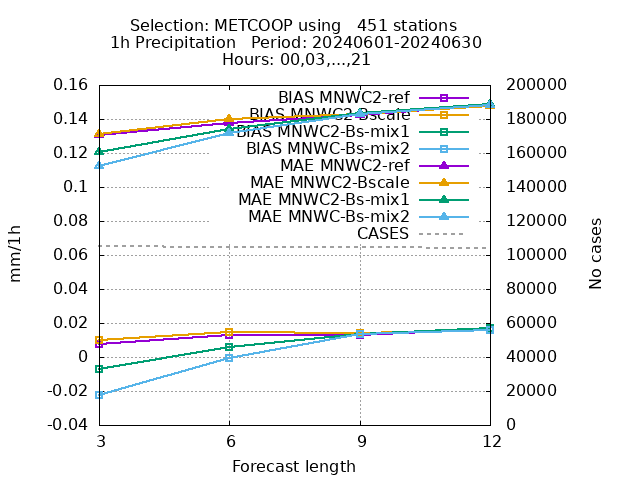 Selection: METCOOP using   451 stations
1h Precipitation   Period: 20240601-20240630
Hours: 00,03,...,21
0.16
0.14
0.12
0.1
0.08
0.06
0.04
0.02
0
-0.02
-0.04
mm/1h
BIAS MNWC2-ref
BIAS MNWC2-Bscale
BIAS MNWC-Bs-mix1
BIAS MNWC-Bs-mix2
MAE MNWC2-ref
MAE MNWC2-Bscale
MAE MNWC-Bs-mix1
MAE MNWC-Bs-mix2
CASES
200000
180000
160000
140000
120000
100000
80000
60000
40000
20000
0
No cases
3 6 9 12
Forecast length